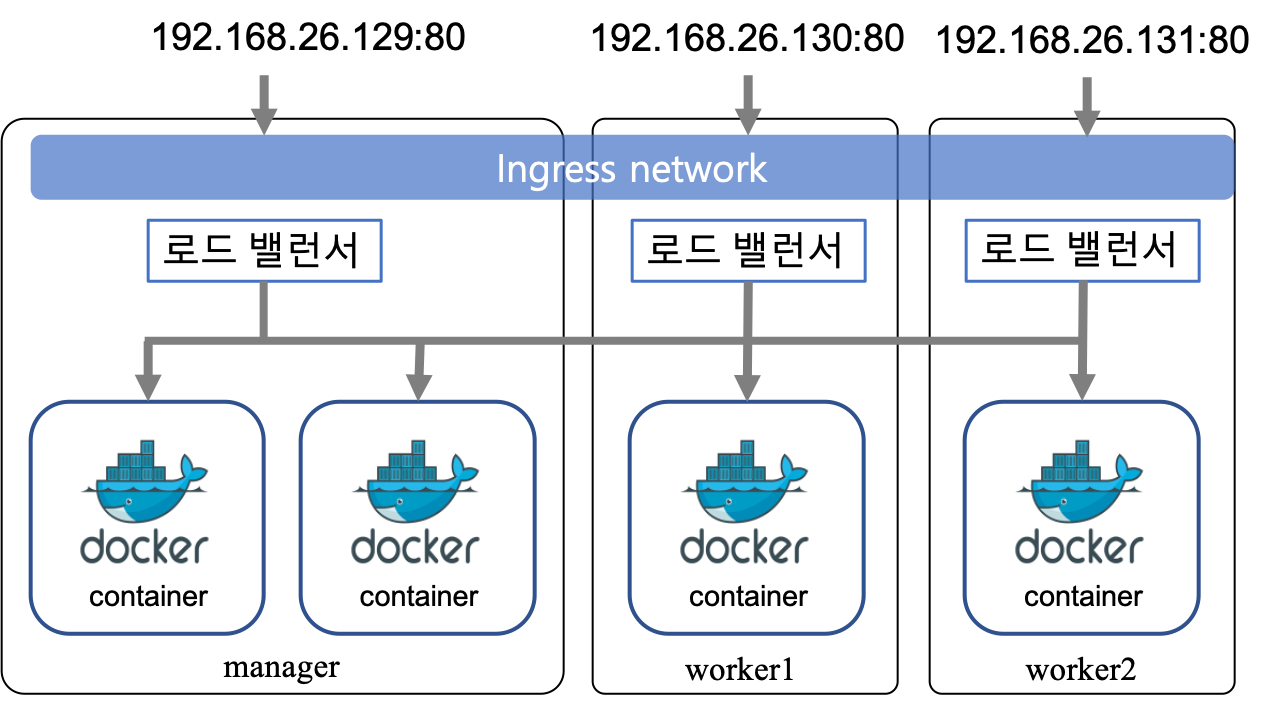 192.168.26.129:80
192.168.26.130:80
192.168.26.131:80
Ingress network
로드 밸런서
로드 밸런서
로드 밸런서
docker
container
docker
container
docker
container
docker
container
manager
worker1
worker2